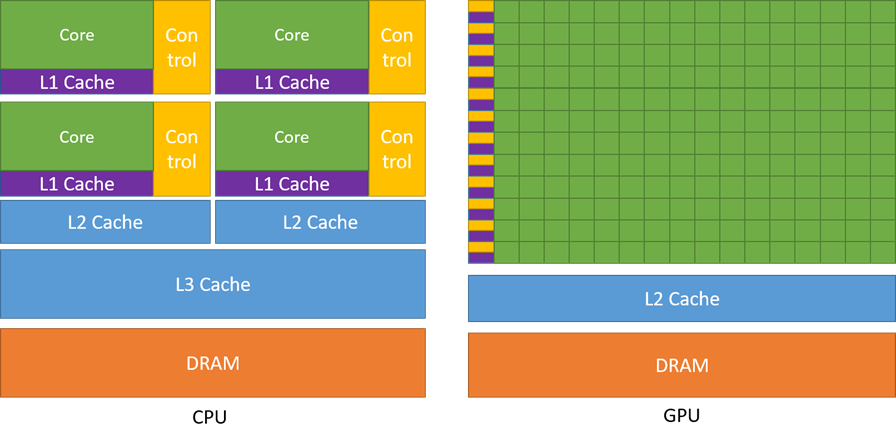 Core
Con
trol
L1 Cache
Core
Con
trol
L1 Cache
Core
Con
trol
L1 Cache
Core
Con
trol
L1 Cache
L2 Cache
L2 Cache
L3 Cache
DRAM
CPU
L2 Cache
DRAM
GPU